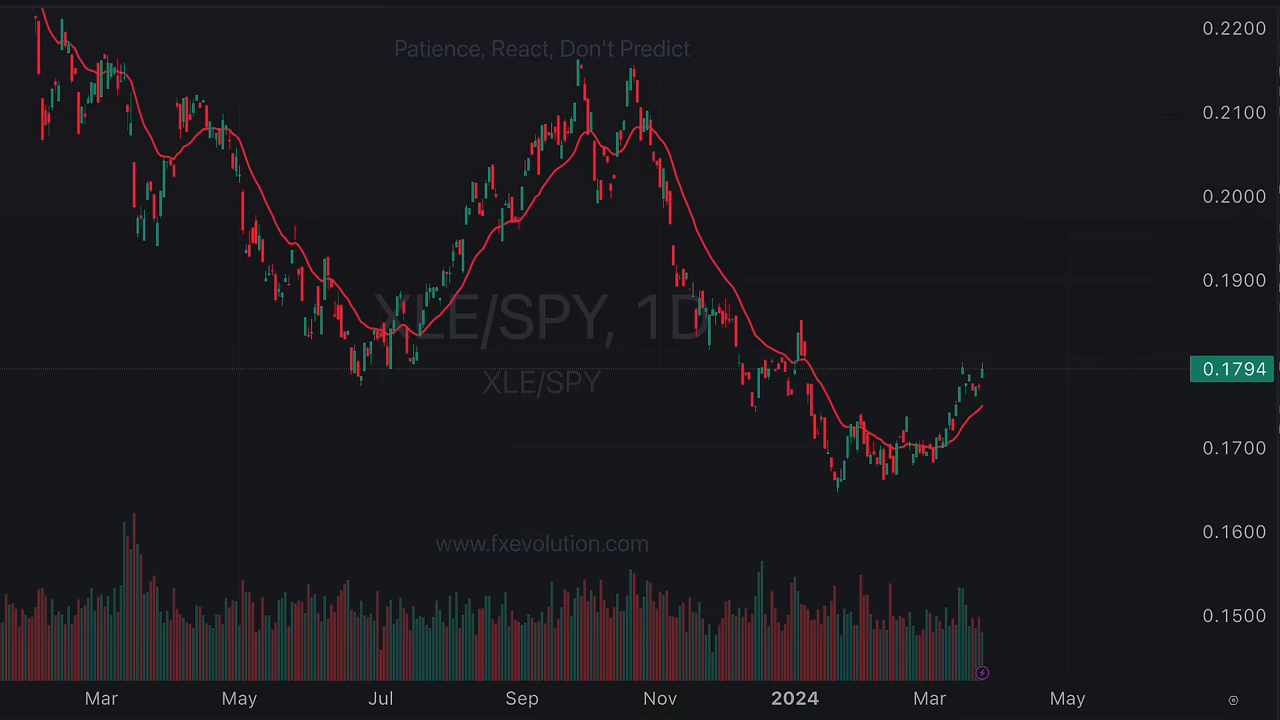 Patience, React, Don't Predict
0.2200
0.2100
0.2000
0.1900
XLE/SPY, 1D
XLE/SPY
0.1794
0.1700
www.fxevolution.com
0.1600
0.1500
Mar May Jul Sep Nov 2024 Mar May